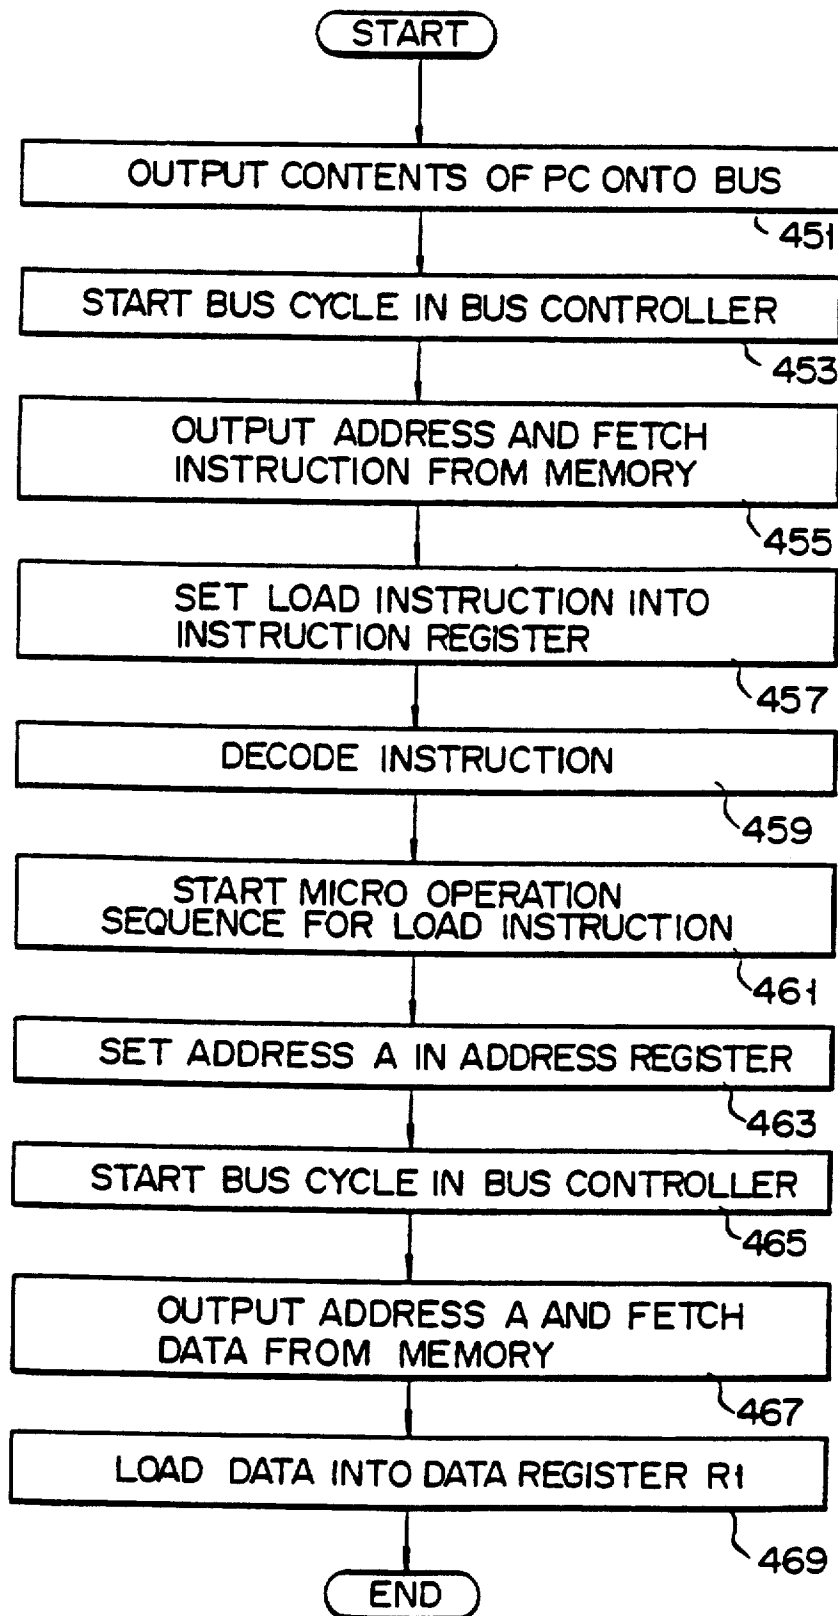 START
OUTPUT CONTENTS OF PC ONTO BUS
451
START BUS CYCLE IN BUS CONTROLLER
453
OUTPUT ADDRESS AND FETCH
INSTRUCTION FROM MEMORY
455
SET LOAD INSTRUCTION INTO
INSTRUCTION REGISTER
457
DECODE INSTRUCTION
459
START MICRO OPERATION
SEQUENCE FOR LOAD INSTRUCTION
461
SET ADDRESS A IN ADDRESS REGISTER
463
START BUS CYCLE IN BUS CONTROLLER
465
OUTPUT ADDRESS A AND FETCH
DATA FROM MEMORY
467
LOAD DATA INTO DATA REGISTER R1
469
END